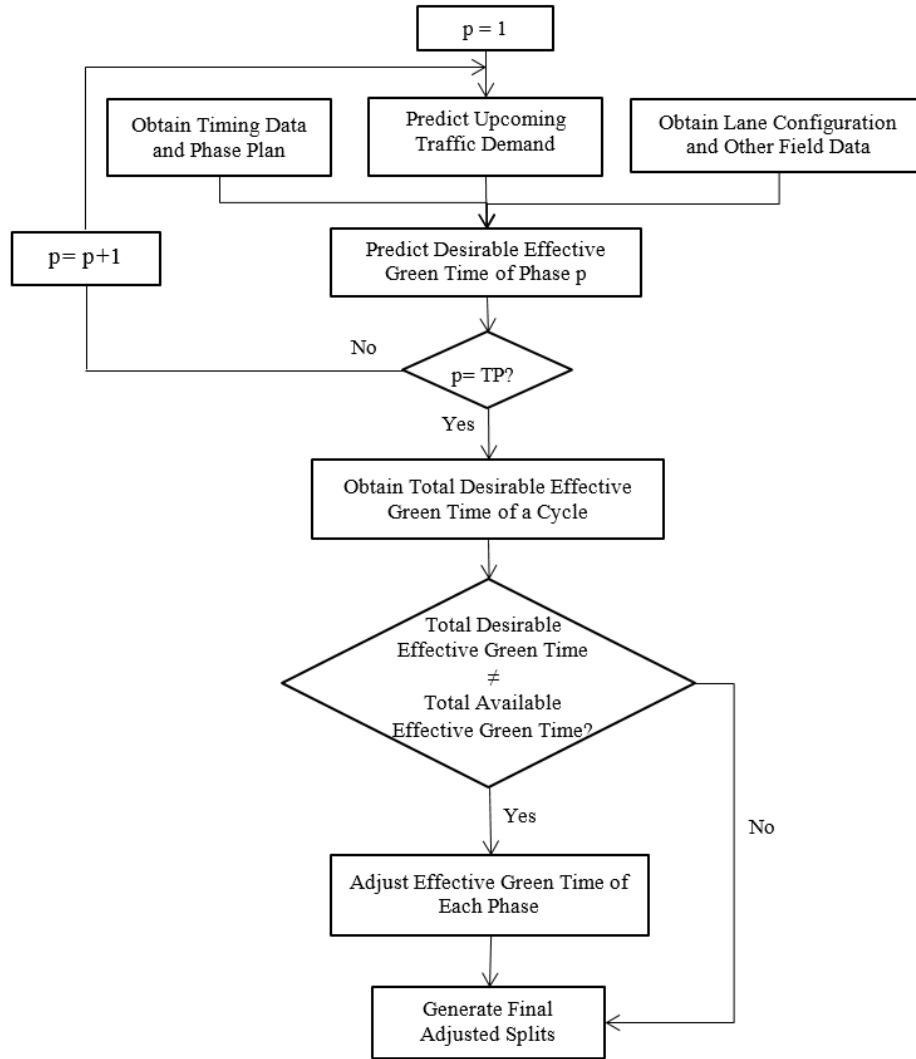 p = 1
Obtain Timing Data
and Phase Plan
Predict Upcoming
Traffic Demand
Obtain Lane Configuration
and Other Field Data
p= p+1
Predict Desirable Effective
Green Time of Phase p
No
p= TP?
Yes
Obtain Total Desirable Effective
Green Time of a Cycle
Total Desirable
Effective Green Time
≠
Total Available
Effective Green Time?
Yes
No
Adjust Effective Green Time of
Each Phase
Generate Final
Adjusted Splits